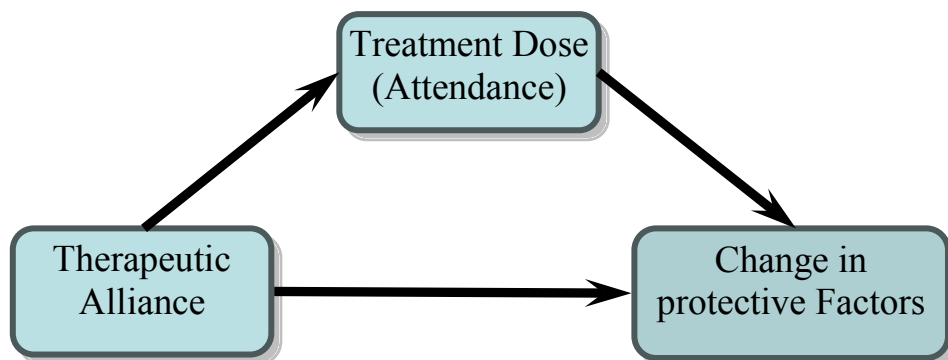 Treatment Dose
(Attendance)
Therapeutic
Alliance
Change in
protective Factors